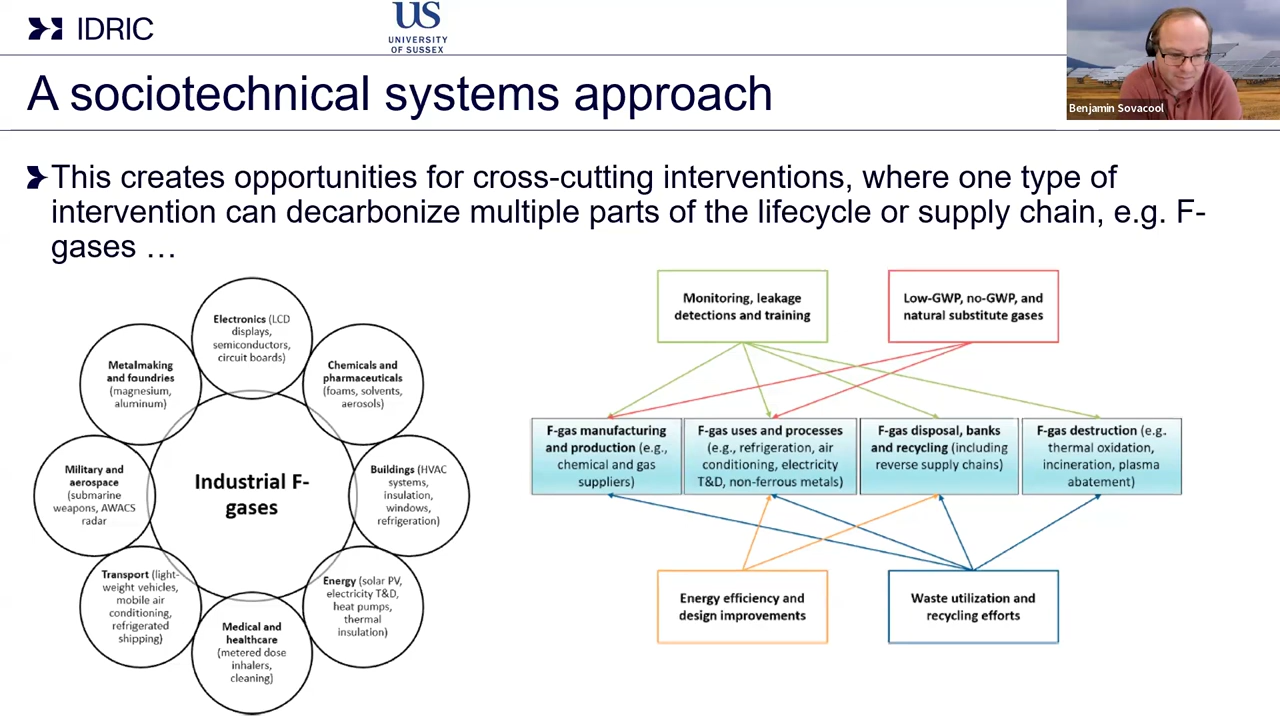 IDRIC
US
UNIVERSITY
OF SUSSEX
Benjamin Sovacool
A sociotechnical systems approach
This creates opportunities for cross-cutting interventions, where one type of
intervention can decarbonize multiple parts of the lifecycle or supply chain, e.g. F-
gases …
Electronics (LCD
displays,
semiconductors,
circuit boards)
Metalmaking
and foundries
(magnesium,
aluminum)
Chemicals and
pharmaceuticals
(foams, solvents,
aerosols)
Military and
aerospace
(submarine
weapons, AWACS
radar
Industrial F-
gases
Buildings (HVAC
systems,
insulation,
windows,
refrigeration)
Transport (light-
weight vehicles,
mobile air
conditioning,
refrigerated
shipping)
Energy (solar PV,
electricity T&D,
heat pumps,
thermal
insulation)
Medical and
healthcare
(metered dose
inhalers,
cleaning)
Monitoring, leakage
detections and training
Low-GWP, no-GWP, and
natural substitute gases
F-gas manufacturing
and production (e.g.,
chemical and gas
suppliers)
F-gas uses and processes
(e.g., refrigeration, air
conditioning, electricity
T&D, non-ferrous metals)
F-gas disposal, banks
and recycling (including
reverse supply chains)
F-gas destruction (e.g.
thermal oxidation,
incineration, plasma
abatement)
Energy efficiency and
design improvements
Waste utilization and
recycling efforts